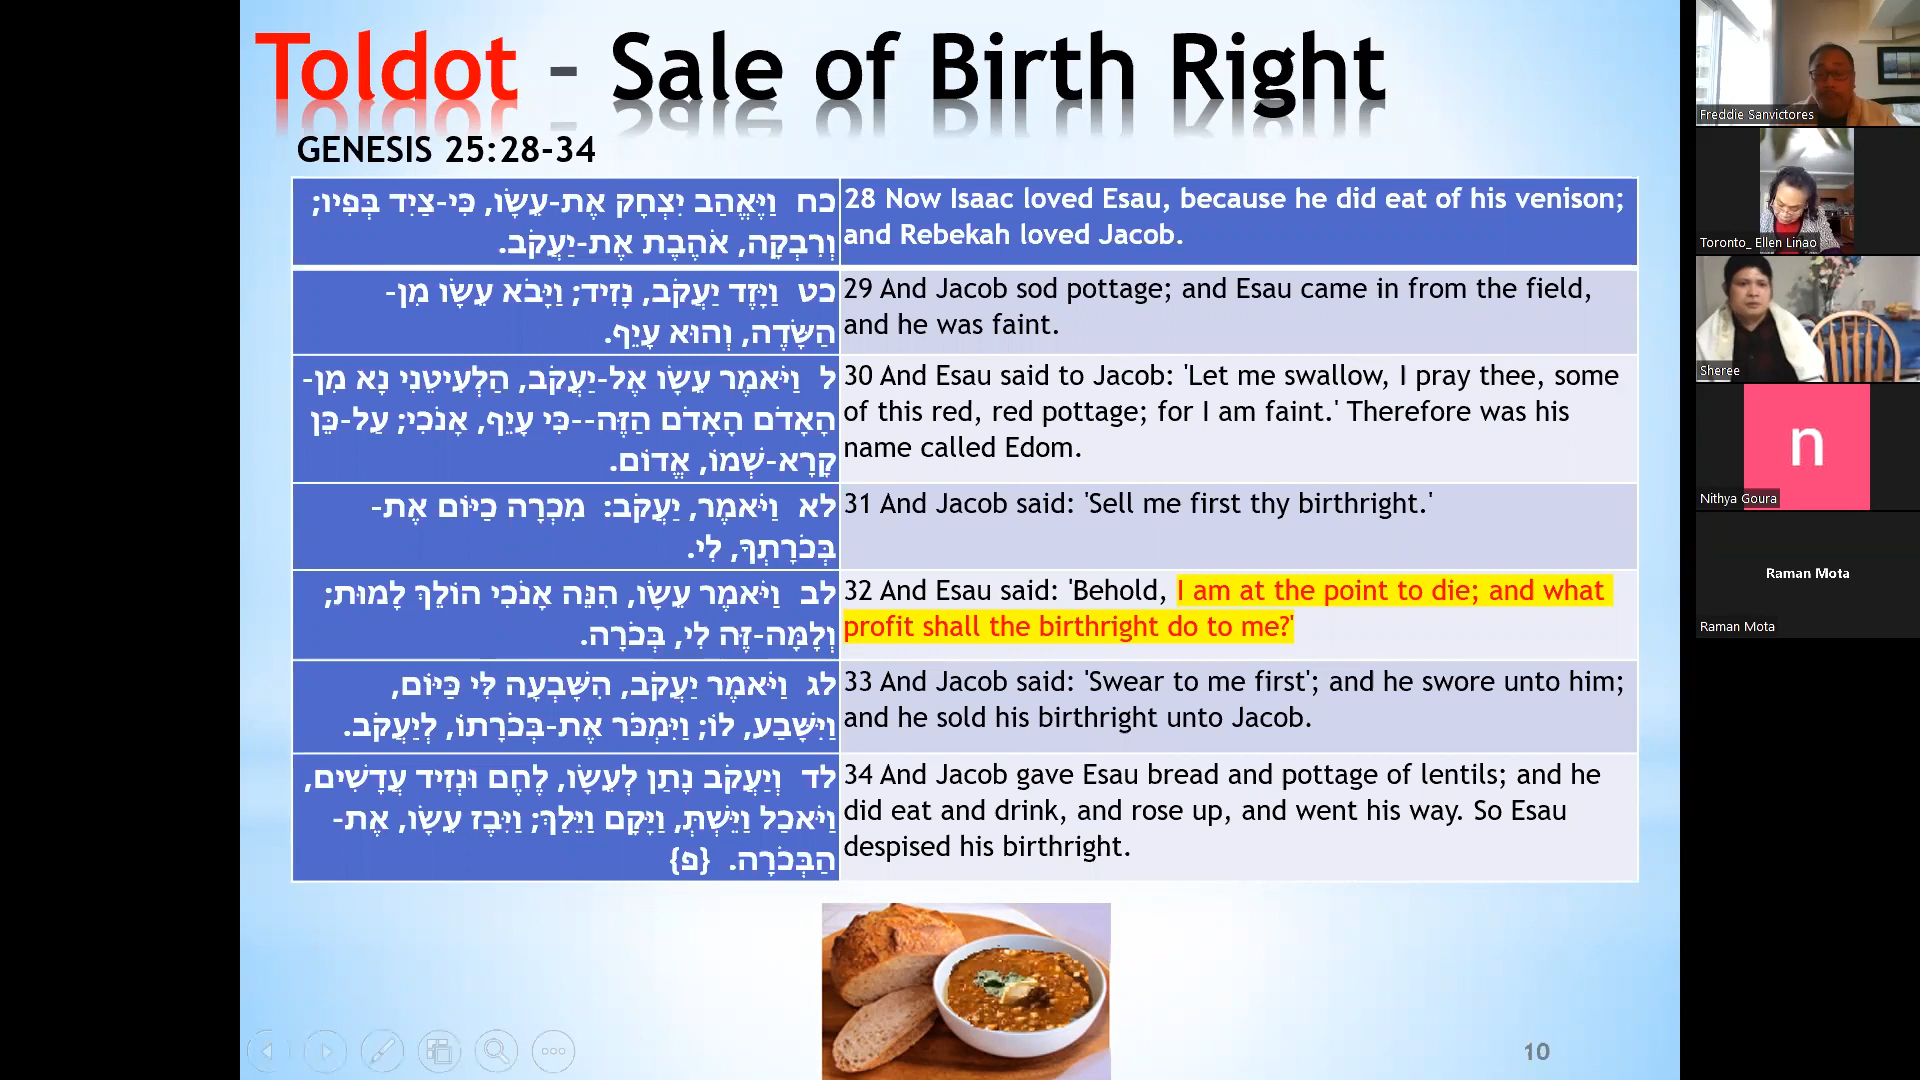 Toldot - Sale of Birth Right
GENESIS 25:28-34
כח  וַיֶּאֱהַב יִצְחָק אֶת-עֵשָׂו, כִּי-צַיִד בְּפִיו;
וְרִבְקָה, אֹהֶבֶת אֶת-יַעֲקֹב.
28 Now Isaac loved Esau, because he did eat of his venison;
and Rebekah loved Jacob.
כט  וַיָּזֶד יַעֲקֹב, נָזִיד; וַיָּבֹא עֵשָׂו מִן-
הַשָּׂדֶה, וְהוּא עָיֵף.
29 And Jacob sod pottage; and Esau came in from the field,
and he was faint.
ל  וַיֹּאמֶר עֵשָׂו אֶל-יַעֲקֹב, הַלְעִיטֵנִי נָא מִן-
הָאָדֹם הָאָדֹם הַזֶּה--כִּי עָיֵף, אָנֹכִי; עַל-כֵּן
קָרָא-שְׁמוֹ, אֱדוֹם.
30 And Esau said to Jacob: 'Let me swallow, I pray thee, some
of this red, red pottage; for I am faint.' Therefore was his
name called Edom.
לא  וַיֹּאמֶר, יַעֲקֹב:  מִכְרָה כַיּוֹם אֶת-
בְּכֹרָתְךָ, לִי.
31 And Jacob said: 'Sell me first thy birthright.'
לב  וַיֹּאמֶר עֵשָׂו, הִנֵּה אָנֹכִי הוֹלֵךְ לָמוּת;
וְלָמָּה-זֶּה לִי, בְּכֹרָה.
32 And Esau said: 'Behold, I am at the point to die; and what
profit shall the birthright do to me?'
לג  וַיֹּאמֶר יַעֲקֹב, הִשָּׁבְעָה לִּי כַּיּוֹם,
וַיִּשָּׁבַע, לוֹ; וַיִּמְכֹּר אֶת-בְּכֹרָתוֹ, לְיַעֲקֹב.
33 And Jacob said: 'Swear to me first'; and he swore unto him;
and he sold his birthright unto Jacob.
לד  וְיַעֲקֹב נָתַן לְעֵשָׂו, לֶחֶם וּנְזִיד עֲדָשִׁים,
וַיֹּאכַל וַיֵּשְׁתְּ, וַיָּקָם וַיֵּלַךְ; וַיִּבֶז עֵשָׂו, אֶת-
הַבְּכֹרָה.  {פ}
34 And Jacob gave Esau bread and pottage of lentils; and he
did eat and drink, and rose up, and went his way. So Esau
despised his birthright.
10
Freddie Sanvictores
Toronto_ Ellen Linao
Sheree
n
Nithya Goura
Raman Mota
Raman Mota